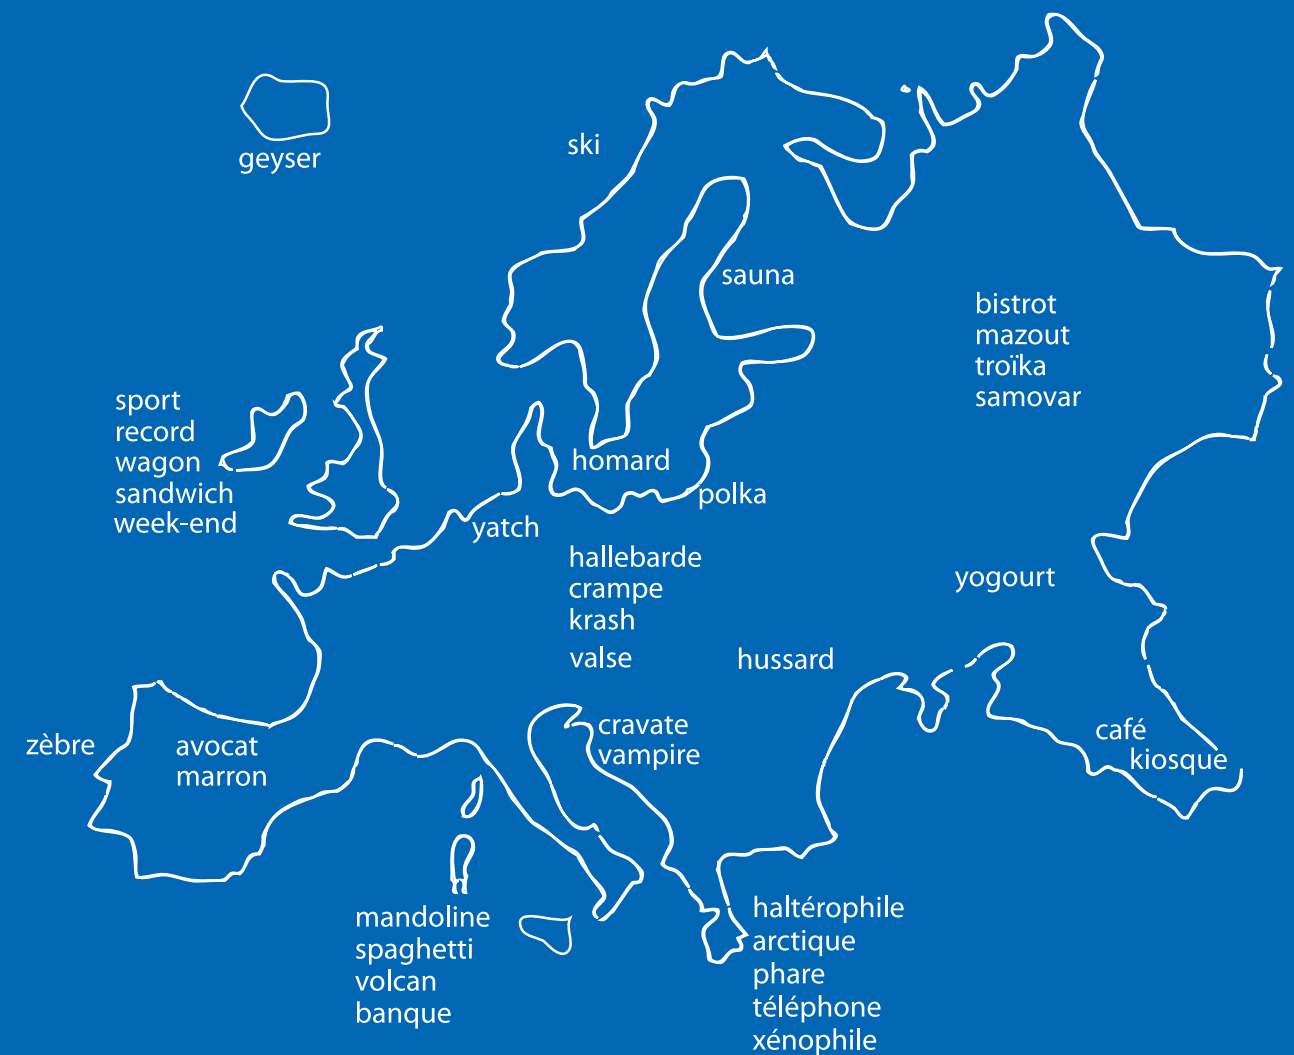 geyser
ski
sauna
bistrot
mazout
troïka
samovar
sport
record
wagon
sandwich
week-end
homard
polka
yatch
hallebarde
crampe
krash
valse
yogourt
hussard
zèbre
avocat
marron
cravate
vampire
café
kiosque
mandoline
spaghetti
volcan
banque
haltérophile
arctique
phare
téléphone
xénophile